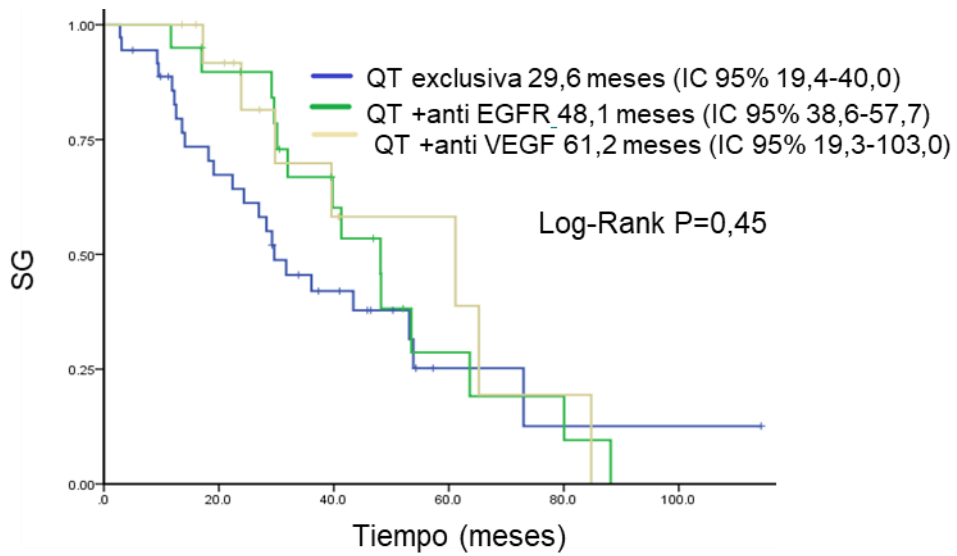 1.00
QT exclusiva 29,6 meses (IC 95% 19,4-40,0)
QT +anti EGFR 48,1 meses (IC 95% 38,6-57,7)
QT +anti VEGF 61,2 meses (IC 95% 19,3-103,0)
0.75
Log-Rank P=0,45
SG
0.50
0.25
0.00
.0 20.0 40.0 60.0 80.0 100.0
Tiempo (meses)